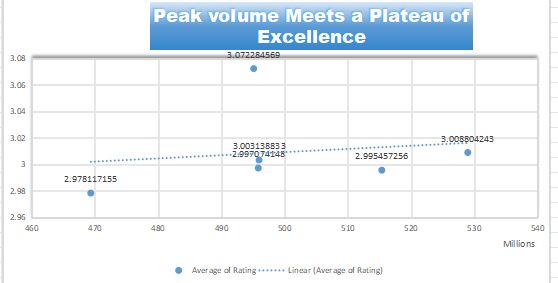 Peak volume Meets a Plateau of
Excellence
3.08
3.06
3.04
3.02
3
2.98
2.96
3.072284569
3.003138833
2.997074148
2.995457256
3.008804243
2.978117155
460 470 480 490 500 510 520 530 540
Millions
Average of Rating Linear (Average of Rating)